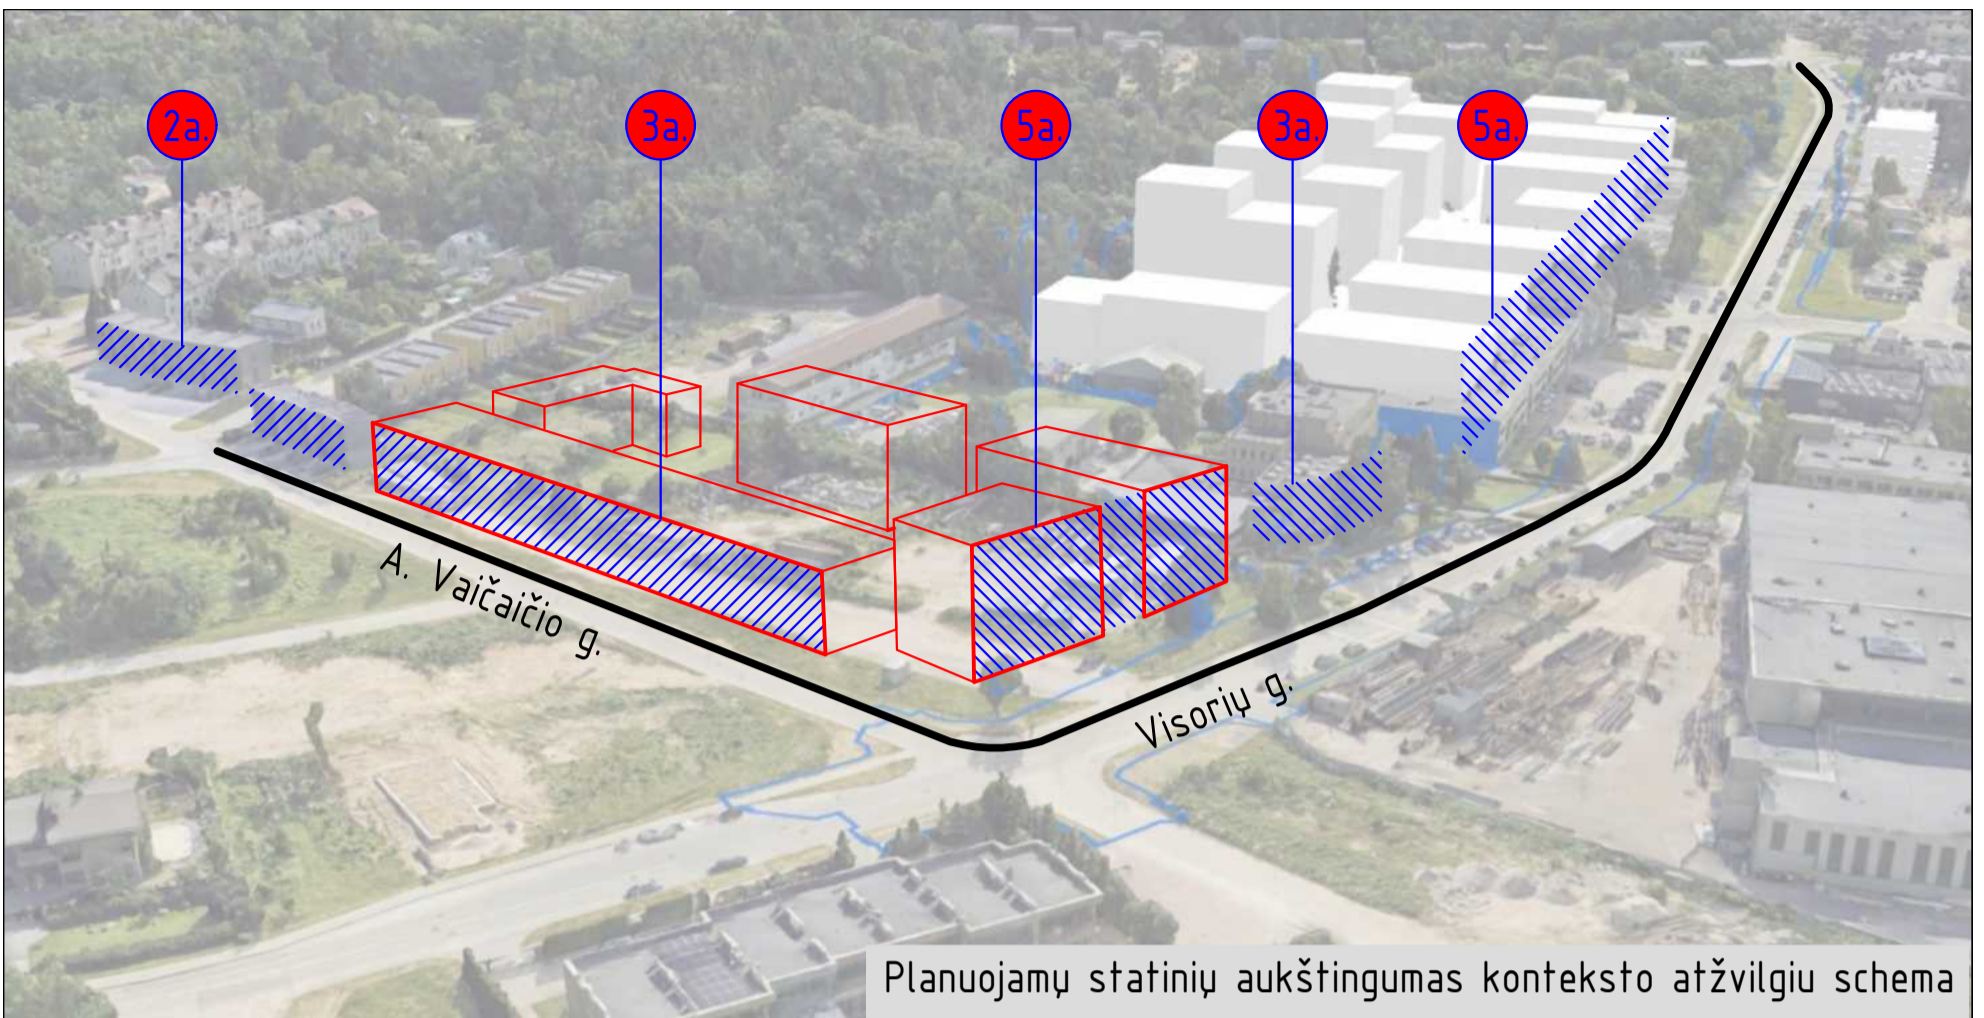 2a.
3a.
5a.
3a.
5a.
A. Vaičaičio g.
Visorių g.
Planuojamų statinių aukštingumas konteksto atžvilgiu schema